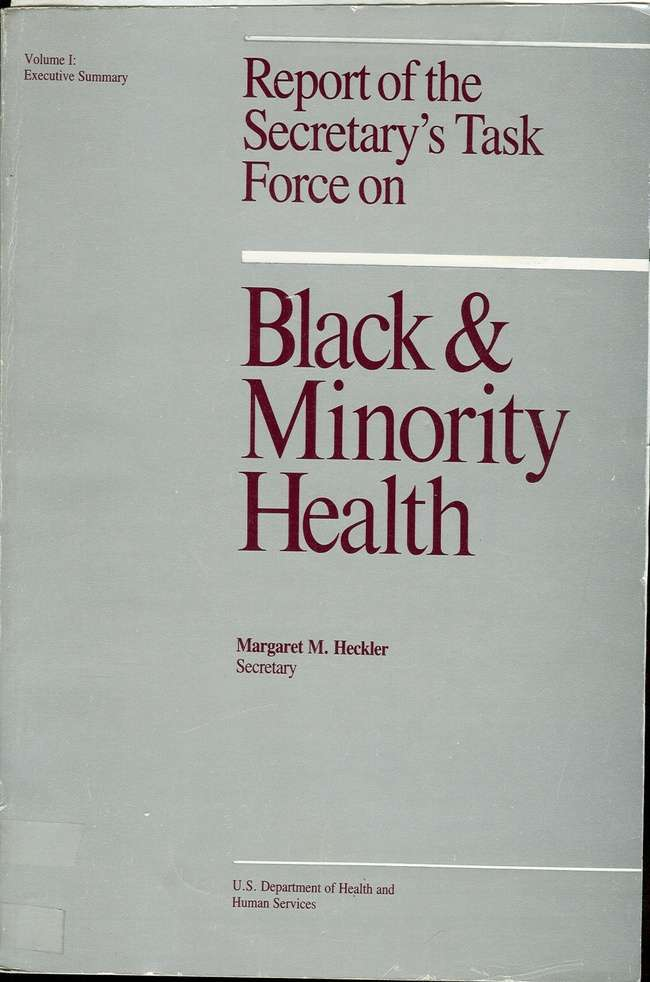 Volume I:
Executive Summary
Report of the
Secretary's Task
Force on
Black &
Minority
Health
Margaret M. Heckler
Secretary
U.S. Department of Health and
Human Services